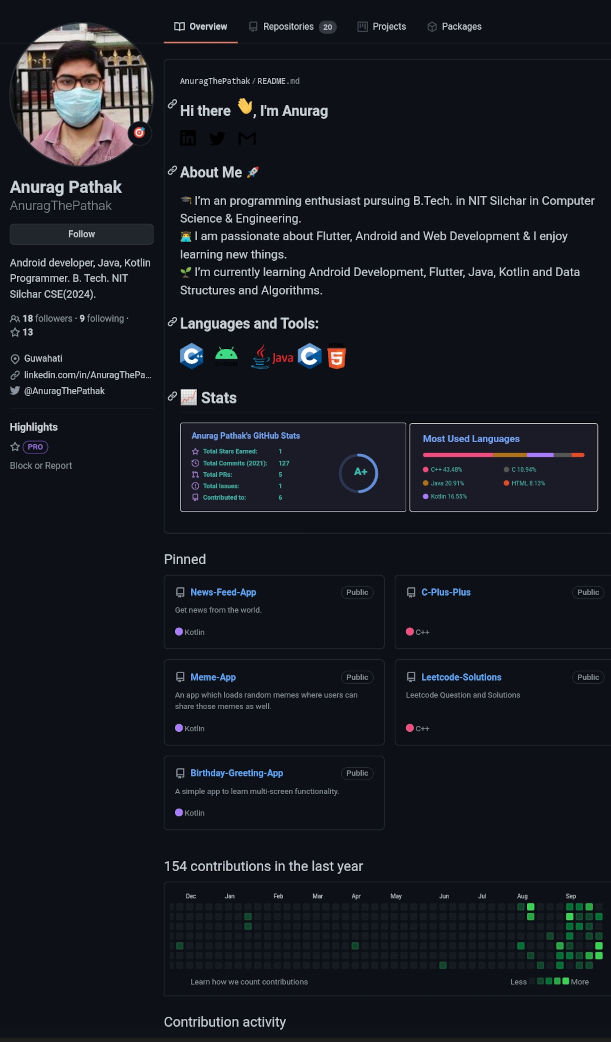 Overview
Repositories 20
Projects
Packages
Anurag Pathak
AnuragThePathak
Follow
Android developer, Java, Kotlin
Programmer. B. Tech. NIT
Silchar CSE(2024).
18 followers · 9 following ·
13
Guwahati
linkedin.com/in/AnuragThePa...
@AnuragThePathak
Highlights
PRO
Block or Report
AnuragThePathak / README.md
Hi there 👋, I'm Anurag
About Me 🚀
🎓 I'm an programming enthusiast pursuing B.Tech. in NIT Silchar in Computer
Science & Engineering.
👨‍💻 I am passionate about Flutter, Android and Web Development & I enjoy
learning new things.
🌱 I'm currently learning Android Development, Flutter, Java, Kotlin and Data
Structures and Algorithms.
Languages and Tools:
C++ Java C 5
📈 Stats
Anurag Pathak's GitHub Stats
Total Stars Earned: 1
Total Commits (2021): 127
Total PRs: 5
Total Issues: 1
Contributed to: 6
A+
Most Used Languages
C++ 43.48%
C 10.94%
Java 20.91%
HTML 8.12%
Kotlin 16.55%
Pinned
News-Feed-App Public
Get news from the world.
Kotlin
C-Plus-Plus Public
C++
Meme-App Public
An app which loads random memes where users can
share those memes as well.
Kotlin
Leetcode-Solutions Public
Leetcode Question and Solutions
C++
Birthday-Greeting-App Public
A simple app to learn multi-screen functionality.
Kotlin
154 contributions in the last year
Dec Jan Feb Mar Apr May Jun Jul Aug Sep
Learn how we count contributions
Less More
Contribution activity